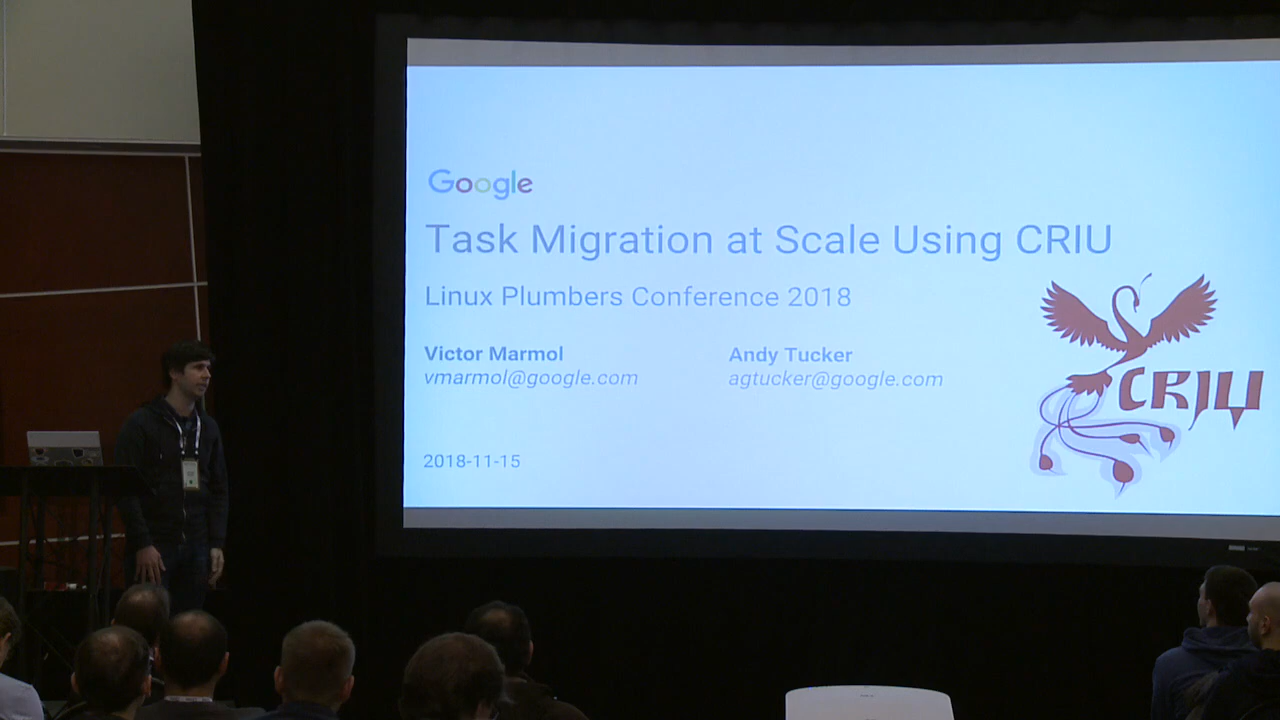 Google
Task Migration at Scale Using CRIU
Linux Plumbers Conference 2018
Victor Marmol
vmarmol@google.com
Andy Tucker
agtucker@google.com
CRIU
2018-11-15